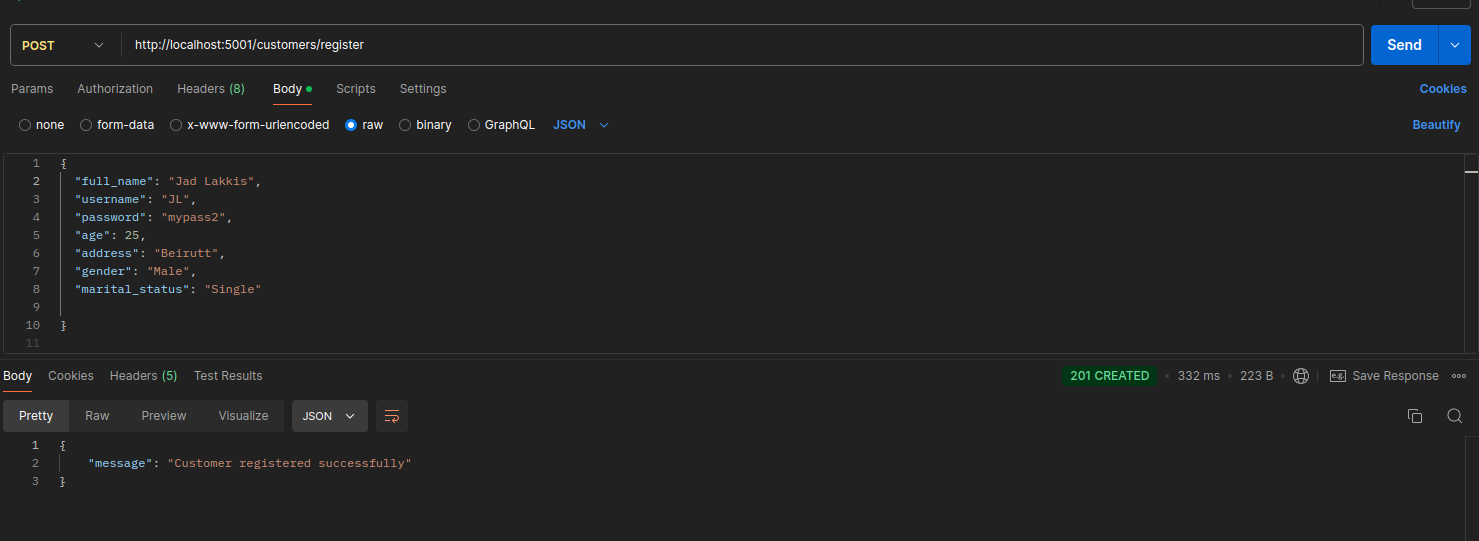 POST http://localhost:5001/customers/register Send
Params Authorization Headers (8) Body Scripts Settings Cookies
none form-data x-www-form-urlencoded raw binary GraphQL JSON Beautify
1 {
2 "full_name": "Jad Lakkis",
3 "username": "JL",
4 "password": "mypass2",
5 "age": 25,
6 "address": "Beirutt",
7 "gender": "Male",
8 "marital_status": "Single"
9
10 }
11
Body Cookies Headers (5) Test Results 201 CREATED 332 ms 223 B e.g. Save Response
Pretty Raw Preview Visualize JSON
1 {
2 "message": "Customer registered successfully"
3 }